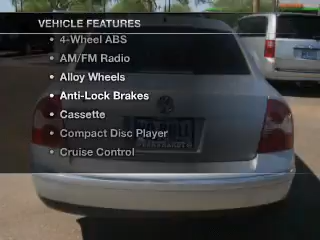 VEHICLE FEATURES
4-Wheel ABS
AM/FM Radio
Alloy Wheels
Anti-Lock Brakes
Cassette
Compact Disc Player
Cruise Control